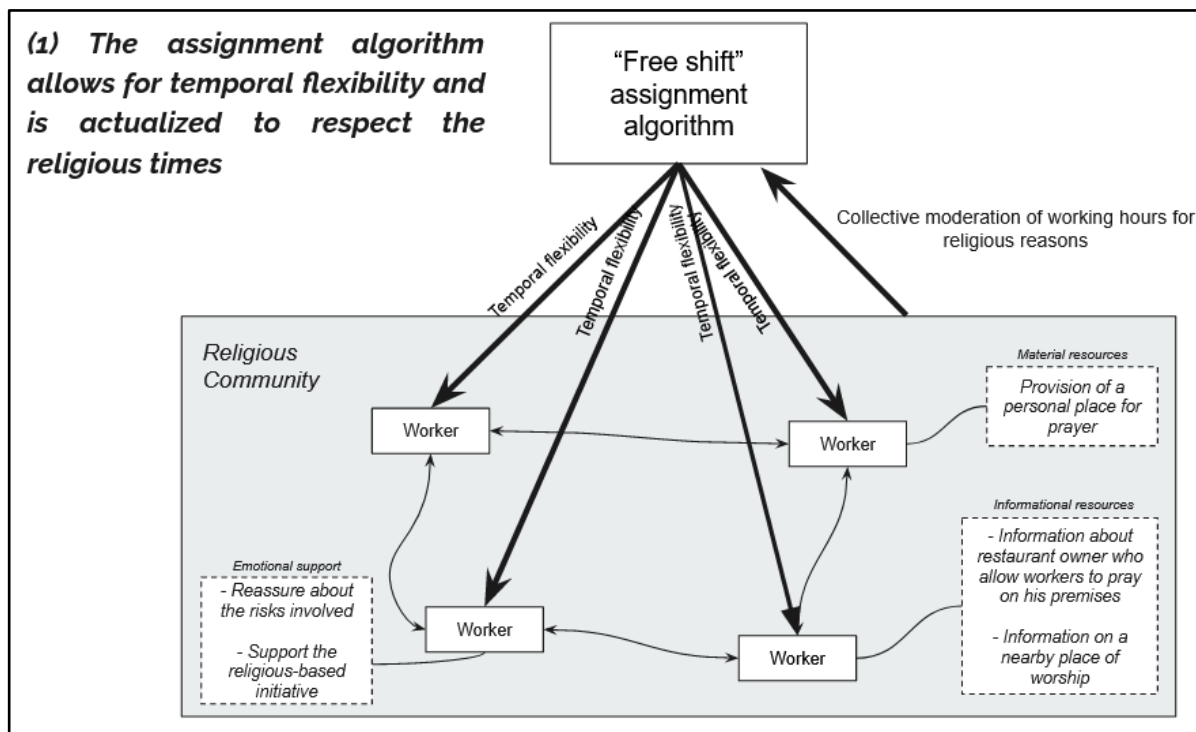 (1) The assignment algorithm
allows for temporal flexibility and
is actualized to respect the
religious times
“Free shift”
assignment
algorithm
Collective moderation of working hours for
religious reasons
Temporal flexibility
Temporal flexibility
Temporal flexibility
Temporal flexibility
Religious
Community
Material resources
Provision of a
personal place for
prayer
Worker
Worker
Informational resources
- Information about
restaurant owner who
allow workers to pray
on his premises
- Information on a
nearby place of
worship
Emotional support
- Reassure about
the risks involved
- Support the
religious-based
initiative
Worker
Worker